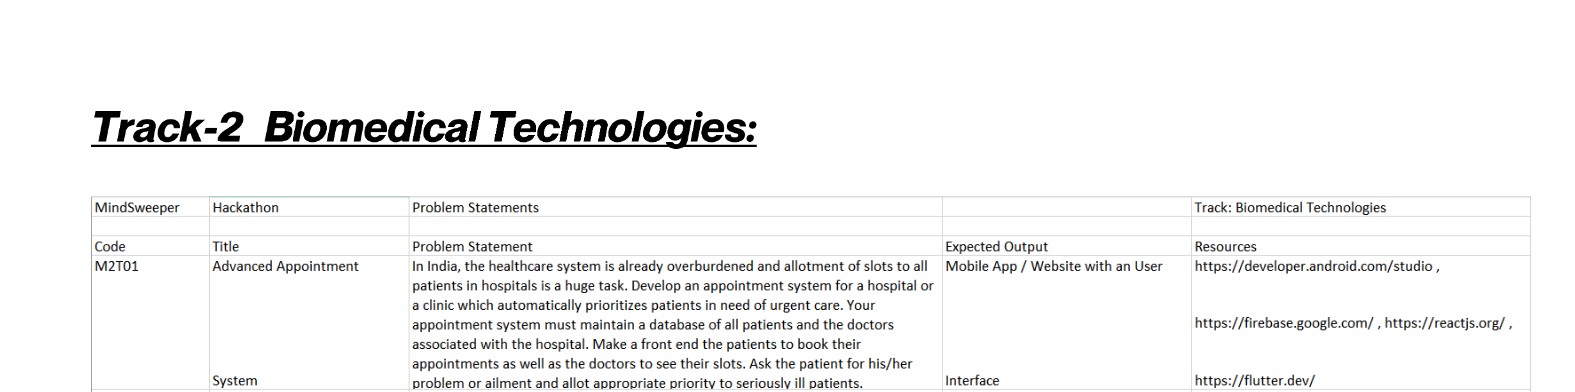 Track-2 Biomedical Technologies:
MindSweeper Hackathon Problem Statements Track: Biomedical Technologies
Code Title Problem Statement Expected Output Resources
M2T01 Advanced Appointment In India, the healthcare system is already overburdened and allotment of slots to all Mobile App / Website with an User https://developer.android.com/studio ,
patients in hospitals is a huge task. Develop an appointment system for a hospital or
a clinic which automatically prioritizes patients in need of urgent care. Your
appointment system must maintain a database of all patients and the doctors https://firebase.google.com/ , https://reactjs.org/ ,
associated with the hospital. Make a front end the patients to book their
appointments as well as the doctors to see their slots. Ask the patient for his/her
System problem or ailment and allot appropriate priority to seriously ill patients. Interface https://flutter.dev/